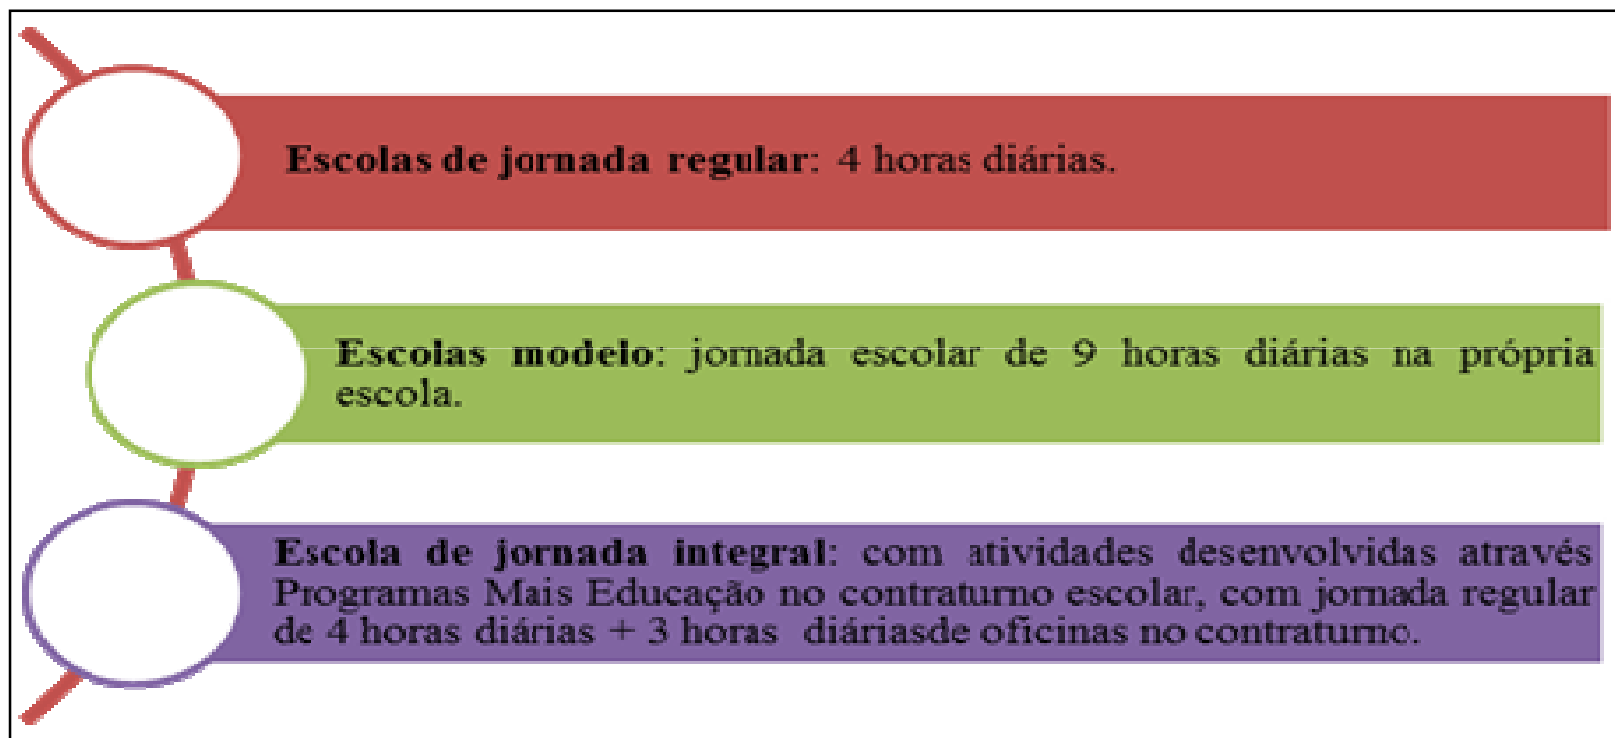 Escolas de jornada regular: 4 horas diárias.
Escolas modelo: jornada escolar de 9 horas diárias na própria
escola.
Escola de jornada integral: com atividades desenvolvidas através
Programas Mais Educação no contraturno escolar, com jornada regular
de 4 horas diárias + 3 horas diáriasde oficinas no contraturno.